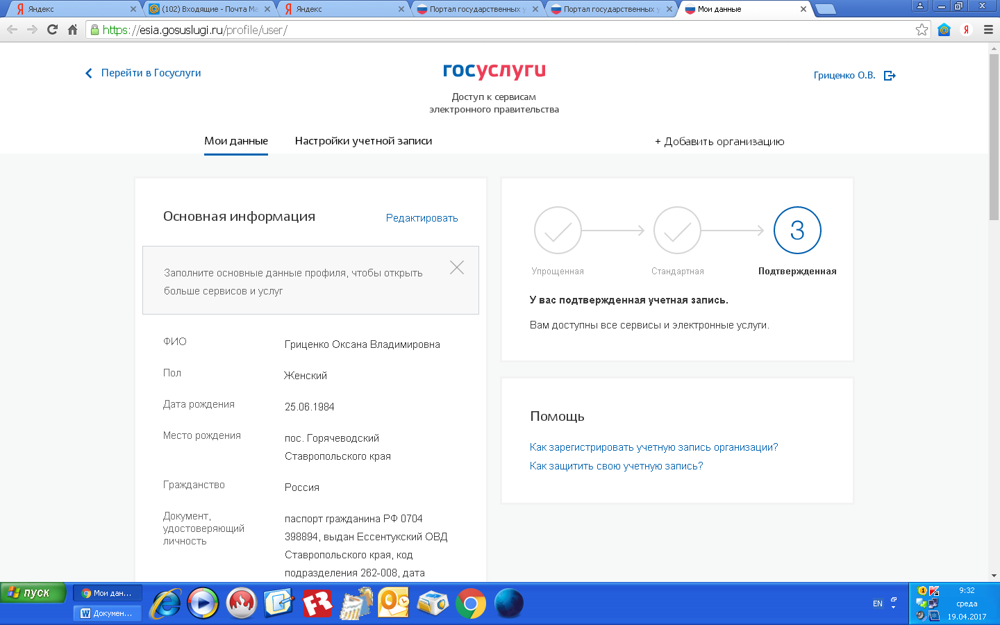 Яндекс
(102) Входящие - Почта Ма
Яндекс
Портал государственных у
Портал государственных у
Мои данные
https://esia.gosuslugi.ru/profile/user/
Перейти в Госуслуги
госуслуги
Доступ к сервисам
электронного правительства
Гриценко О.В.
Мои данные
Настройки учетной записи
+ Добавить организацию
Основная информация
Редактировать
Заполните основные данные профиля, чтобы открыть
больше сервисов и услуг
ФИО
Гриценко Оксана Владимировна
Пол
Женский
Дата рождения
25.06.1984
Место рождения
пос. Горячеводский
Ставропольского края
Гражданство
Россия
Документ,
удостоверяющий
личность
паспорт гражданина РФ 0704
398894, выдан Ессентукский ОВД
Ставропольского края, код
подразделения 262-008, дата
3
Упрощенная
Стандартная
Подтвержденная
У вас подтвержденная учетная запись.
Вам доступны все сервисы и электронные услуги.
Помощь
Как зарегистрировать учетную запись организации?
Как защитить свою учетную запись?
пуск
Мои дан...
Докумен...
EN
9:32
среда
19.04.2017